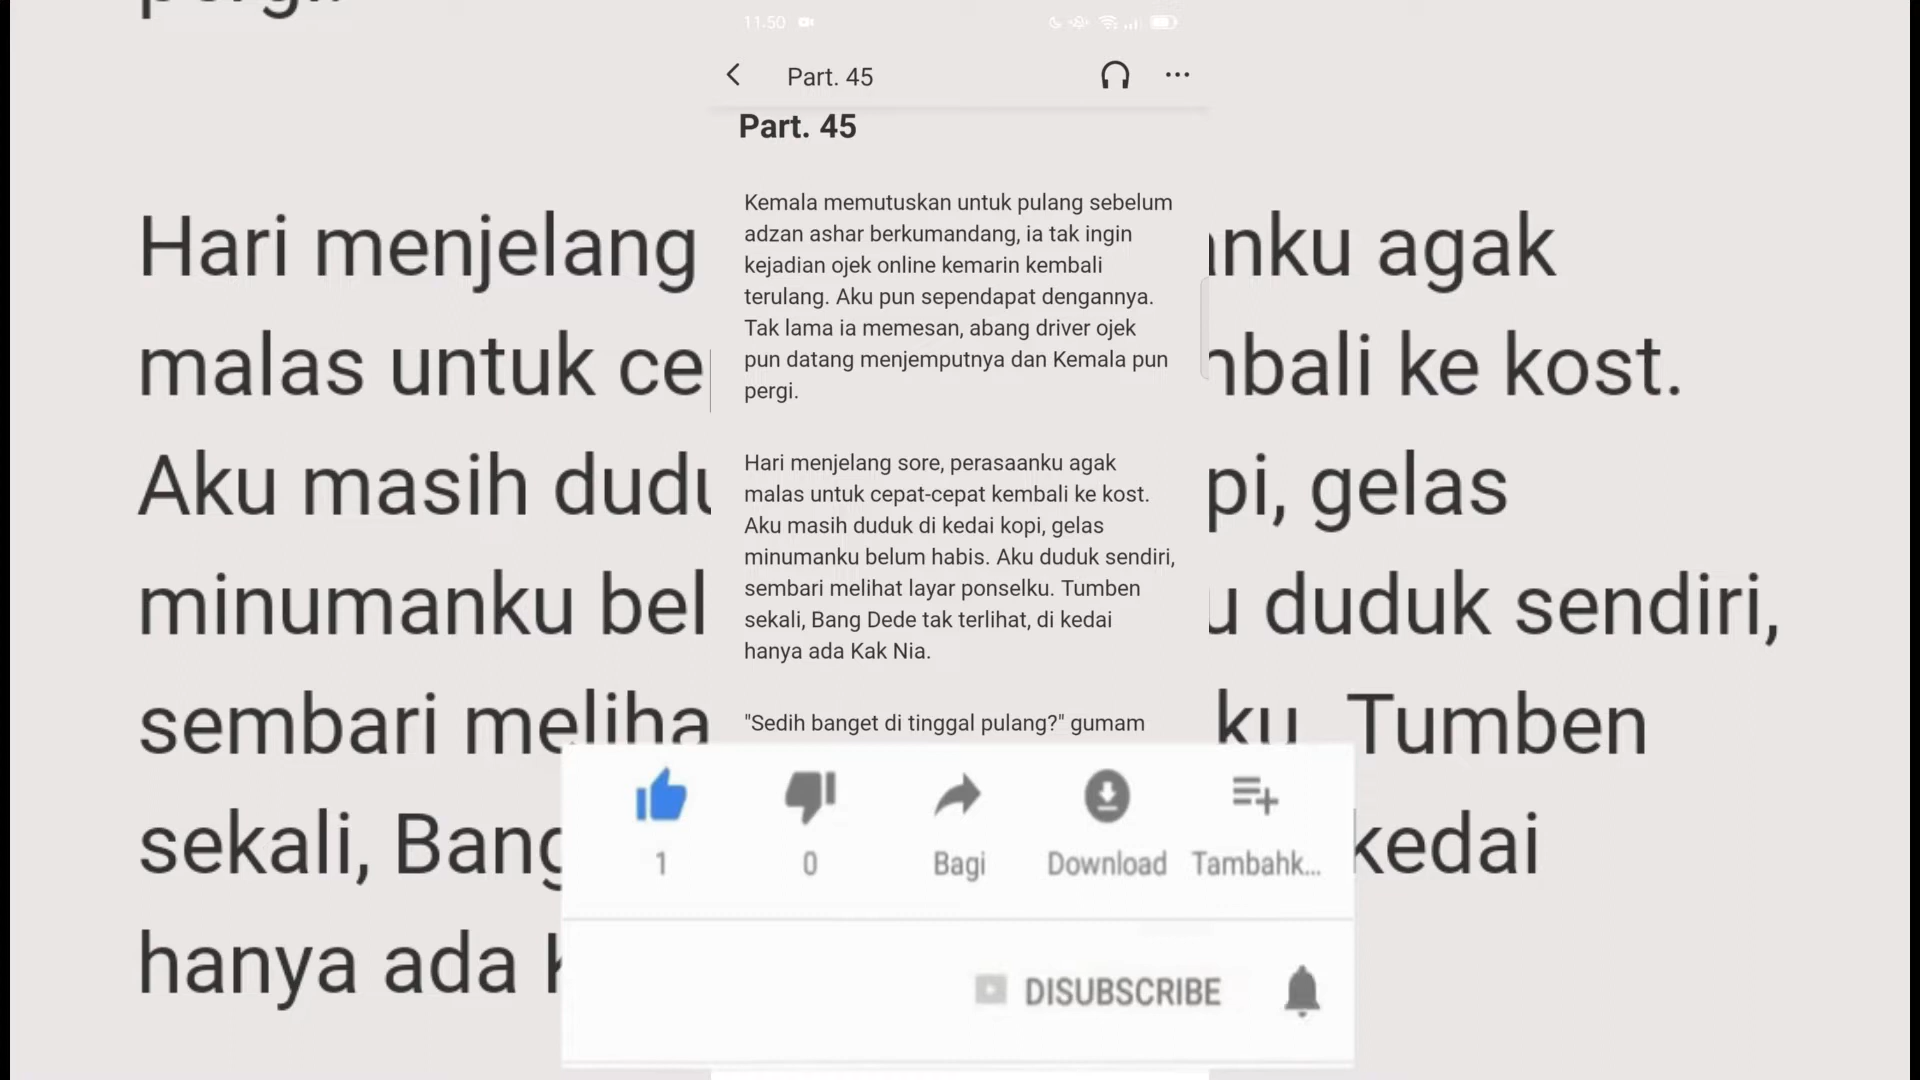 11.50
Part. 45
Part. 45
Kemala memutuskan untuk pulang sebelum
adzan ashar berkumandang, ia tak ingin
kejadian ojek online kemarin kembali
terulang. Aku pun sependapat dengannya.
Tak lama ia memesan, abang driver ojek
pun datang menjemputnya dan Kemala pun
pergi.
Hari menjelang sore, perasaanku agak
malas untuk cepat-cepat kembali ke kost.
Aku masih duduk di kedai kopi, gelas
minumanku belum habis. Aku duduk sendiri,
sembari melihat layar ponselku. Tumben
sekali, Bang Dede tak terlihat, di kedai
hanya ada Kak Nia.
"Sedih banget di tinggal pulang?" gumam
Hari menjelang anku agak
malas untuk ce mbali ke kost.
Aku masih dudu pi, gelas
minumanku bel u duduk sendiri,
sembari meliha ku. Tumben
sekali, Bang kedai
hanya ada K
1
0
Bagi
Download
Tambahk...
DISUBSCRIBE